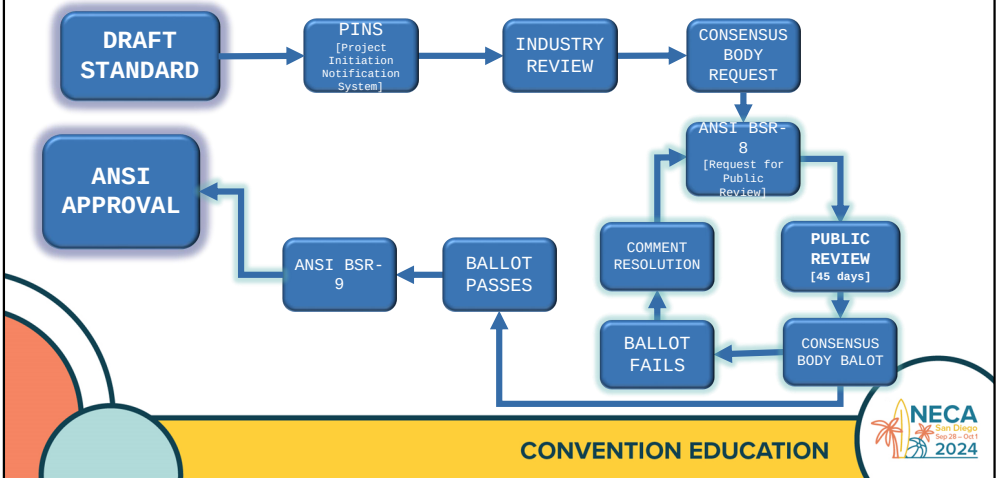 DRAFT
STANDARD
PINS
[Project
Initiation
Notification
System]
INDUSTRY
REVIEW
CONSENSUS
BODY
REQUEST
ANSI BSR-
8
[Request for
Public
Review]
PUBLIC
REVIEW
[45 days]
CONSENSUS
BODY BALOT
BALLOT
FAILS
COMMENT
RESOLUTION
BALLOT
PASSES
ANSI BSR-
9
ANSI
APPROVAL
CONVENTION EDUCATION
NECA
San Diego
Sep 28 – Oct 1
2024